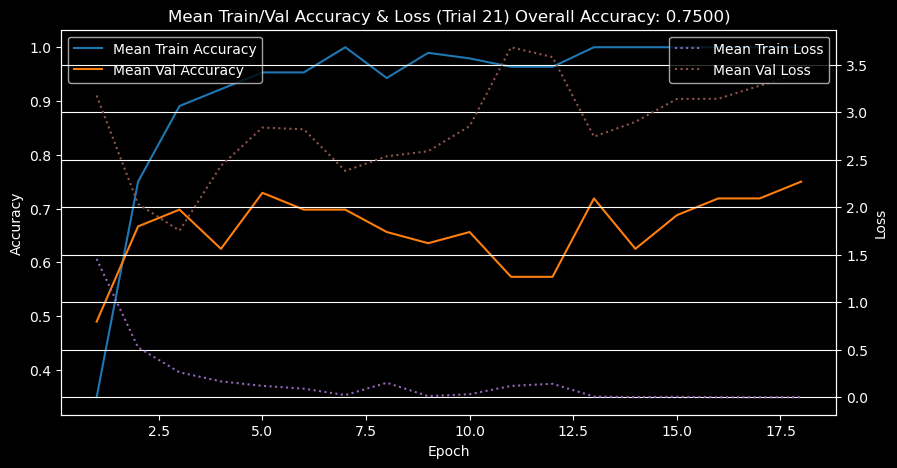 Mean Train/Val Accuracy & Loss (Trial 21) Overall Accuracy: 0.7500)
Mean Train Accuracy
Mean Val Accuracy
Mean Train Loss
Mean Val Loss
Accuracy
1.0
0.9
0.8
0.7
0.6
0.5
0.4
Loss
3.5
3.0
2.5
2.0
1.5
1.0
0.5
0.0
2.5 5.0 7.5 10.0 12.5 15.0 17.5
Epoch